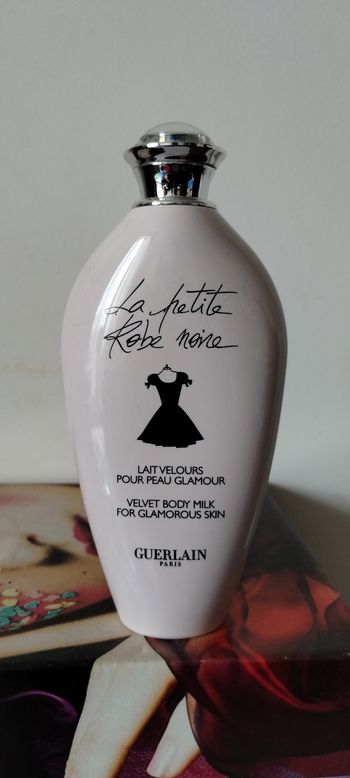 La petite
Robe noire
LAIT VELOURS
POUR PEAU GLAMOUR
VELVET BODY MILK
FOR GLAMOROUS SKIN
GUERLAIN
PARIS